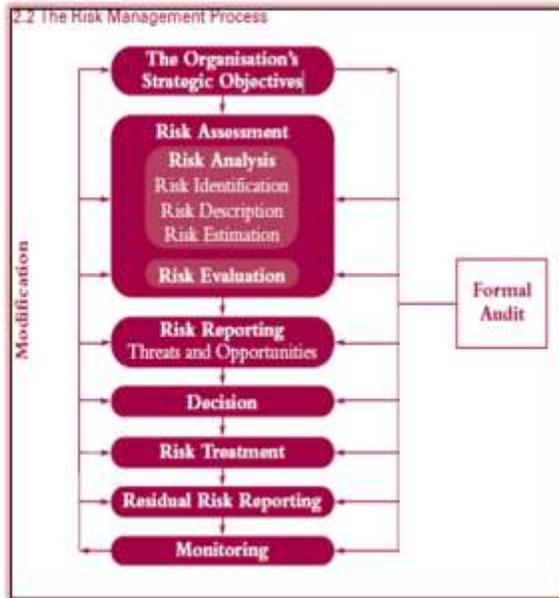 2.2 The Risk Management Process
The Organisation's
Strategic Objectives
Risk Assessment
Risk Analysis
Risk Identification
Risk Description
Risk Estimation
Risk Evaluation
Modification
Formal
Audit
Risk Reporting
Threats and Opportunities
Decision
Risk Treatment
Residual Risk Reporting
Monitoring